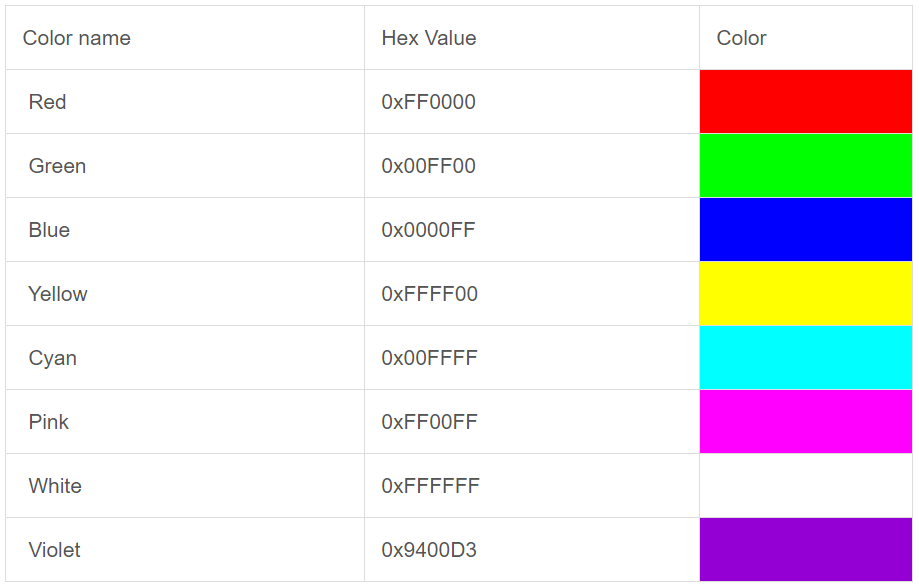 Color name Hex Value Color
Red 0xFF0000
Green 0x00FF00
Blue 0x0000FF
Yellow 0xFFFF00
Cyan 0x00FFFF
Pink 0xFF00FF
White 0xFFFFFF
Violet 0x9400D3